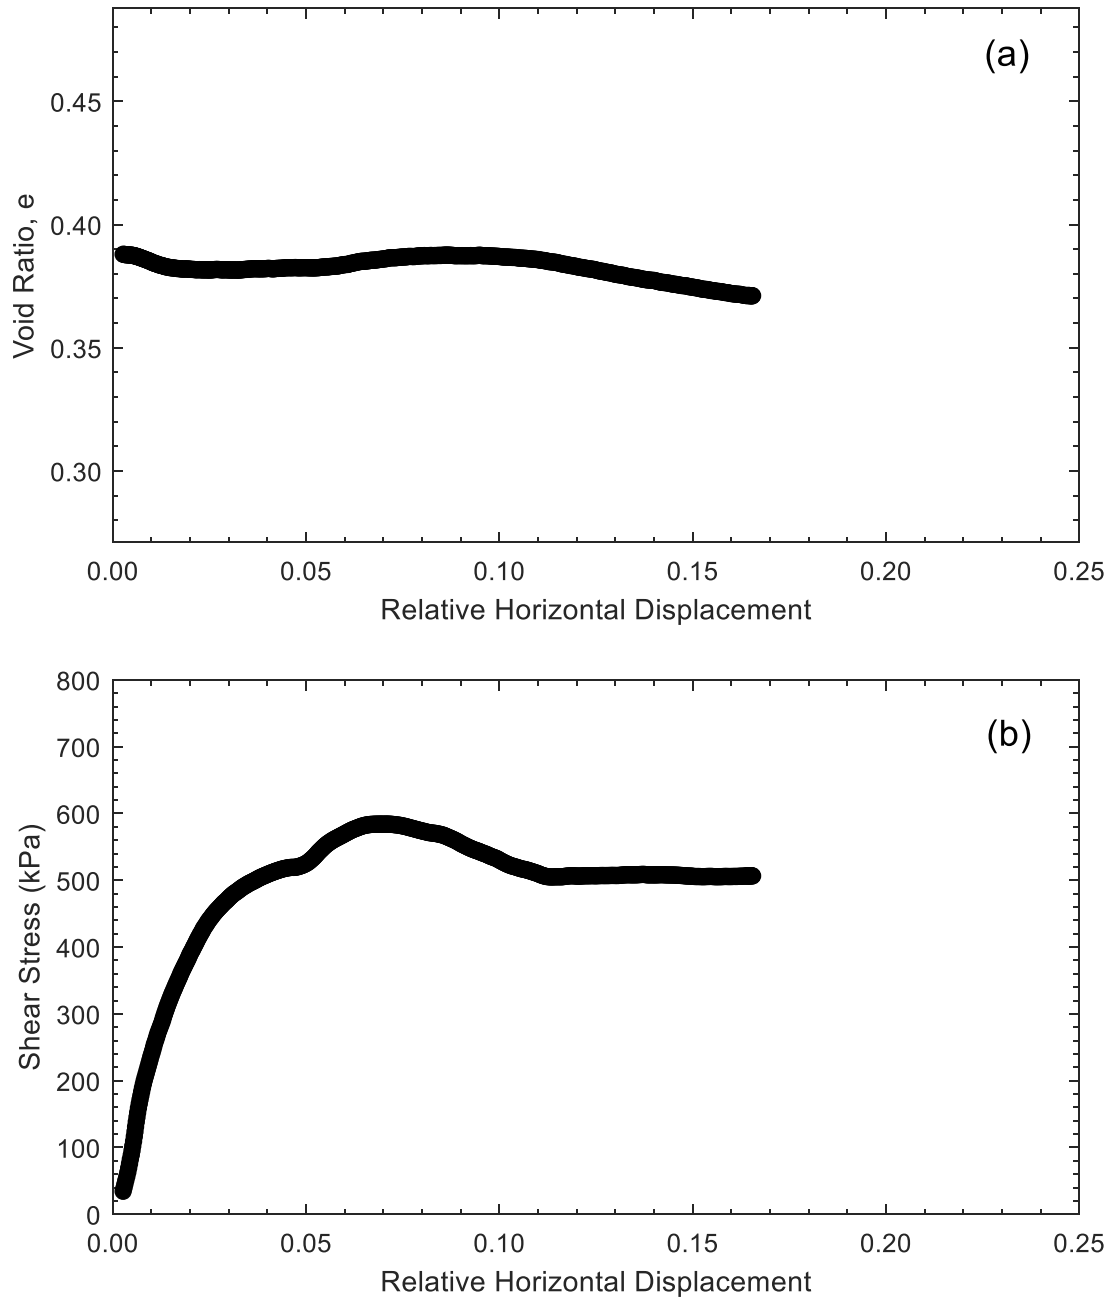 (a)
0.45
0.40
0.35
0.30
Void Ratio, e
0.00 0.05 0.10 0.15 0.20 0.25
Relative Horizontal Displacement
(b)
800
700
600
500
400
300
200
100
0
Shear Stress (kPa)
0.00 0.05 0.10 0.15 0.20 0.25
Relative Horizontal Displacement